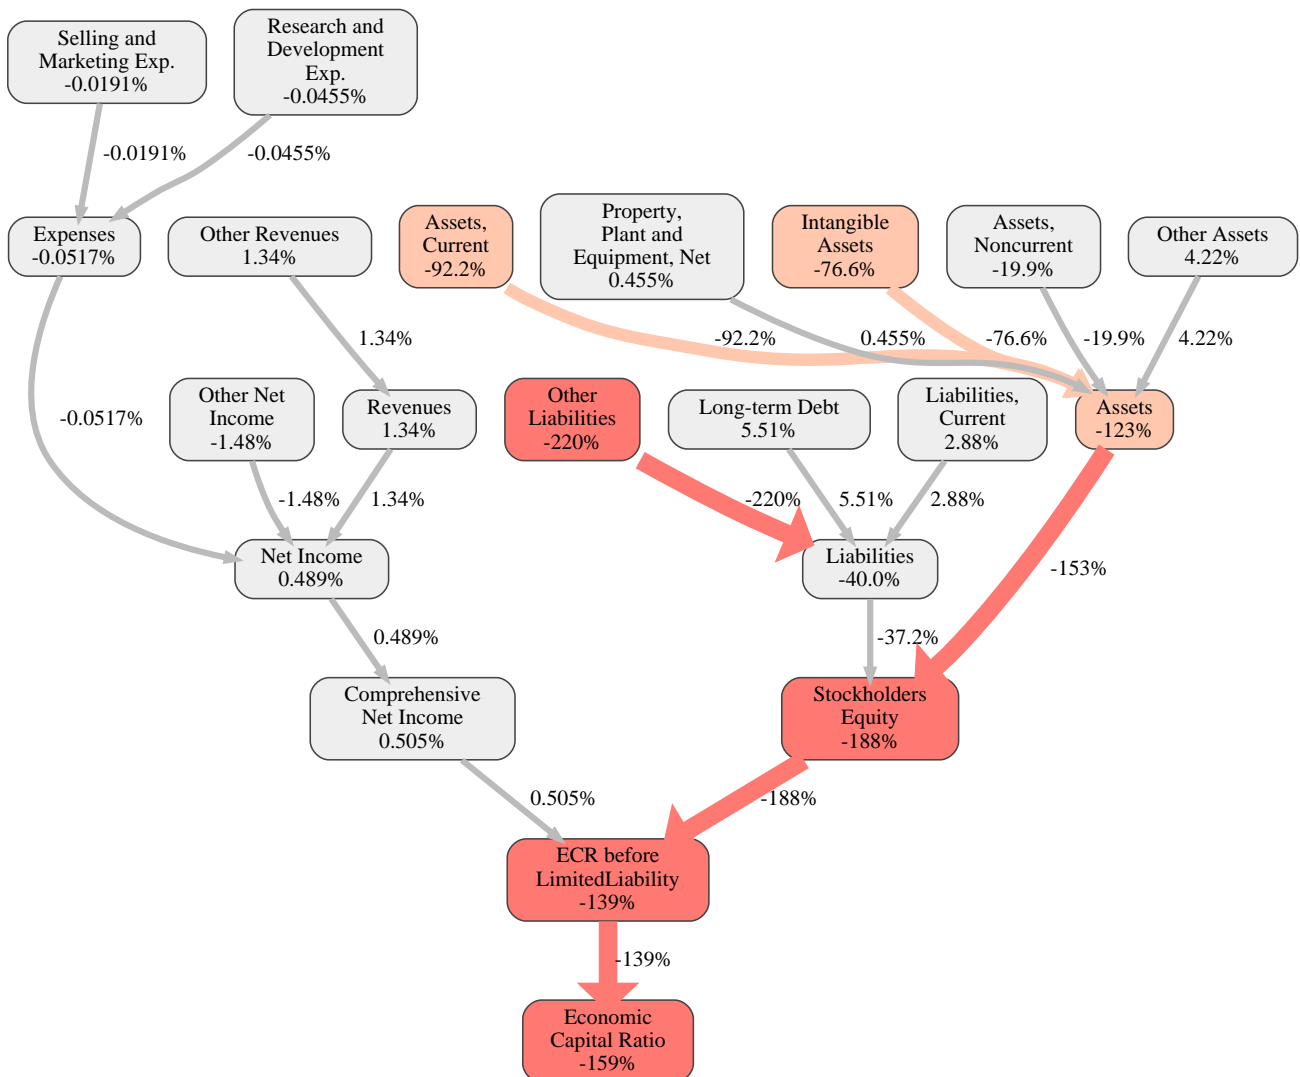 Selling and
Marketing Exp.
-0.0191%
Research and
Development
Exp.
-0.0455%
-0.0191%
-0.0455%
Expenses
-0.0517%
Other Revenues
1.34%
Assets,
Current
-92.2%
Property,
Plant and
Equipment, Net
0.455%
Intangible
Assets
-76.6%
Assets,
Noncurrent
-19.9%
Other Assets
4.22%
1.34%
-92.2%
0.455%
-76.6%
-19.9%
4.22%
-0.0517%
Other Net
Income
-1.48%
Revenues
1.34%
Other
Liabilities
-220%
Long-term Debt
5.51%
Liabilities,
Current
2.88%
Assets
-123%
-1.48%
1.34%
-220%
5.51%
2.88%
-153%
Net Income
0.489%
Liabilities
-40.0%
0.489%
-37.2%
Comprehensive
Net Income
0.505%
Stockholders
Equity
-188%
0.505%
-188%
ECR before
LimitedLiability
-139%
-139%
Economic
Capital Ratio
-159%